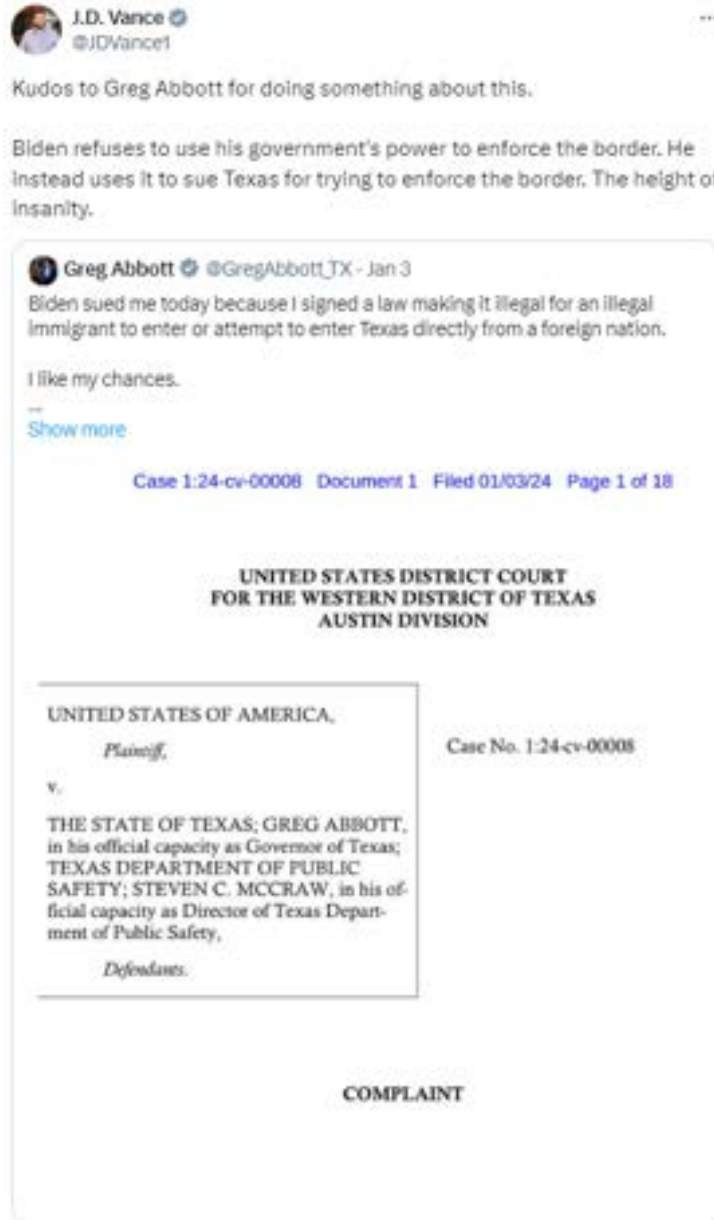 J.D. Vance
@JDVance1
Kudos to Greg Abbott for doing something about this.
Biden refuses to use his government's power to enforce the border. He
instead uses it to sue Texas for trying to enforce the border. The height of
insanity.
Greg Abbott @GregAbbott_TX - Jan 3
Biden sued me today because I signed a law making it illegal for an illegal
immigrant to enter or attempt to enter Texas directly from a foreign nation.
I like my chances.
...
Show more
Case 1:24-cv-00008 Document 1 Filed 01/03/24 Page 1 of 18
UNITED STATES DISTRICT COURT
FOR THE WESTERN DISTRICT OF TEXAS
AUSTIN DIVISION
UNITED STATES OF AMERICA,
Plaintiff,
Case No. 1:24-cv-00008
v.
THE STATE OF TEXAS; GREG ABBOTT,
in his official capacity as Governor of Texas;
TEXAS DEPARTMENT OF PUBLIC
SAFETY; STEVEN C. MCCRAW, in his of-
ficial capacity as Director of Texas Depart-
ment of Public Safety,
Defendants.
COMPLAINT